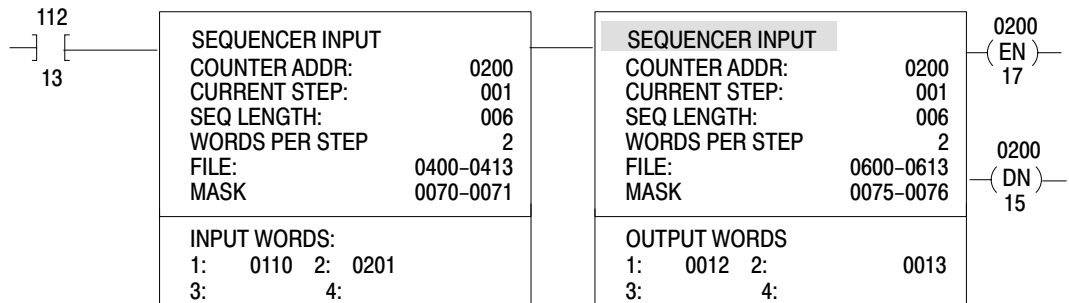 112
13
SEQUENCER INPUT
COUNTER ADDR: 0200
CURRENT STEP: 001
SEQ LENGTH: 006
WORDS PER STEP 2
FILE: 0400–0413
MASK 0070–0071
INPUT WORDS:
1: 0110 2: 0201
3: 4:
SEQUENCER INPUT
COUNTER ADDR: 0200
CURRENT STEP: 001
SEQ LENGTH: 006
WORDS PER STEP 2
FILE: 0600–0613
MASK 0075–0076
OUTPUT WORDS
1: 0012 2: 0013
3: 4:
0200
EN
17
0200
DN
15